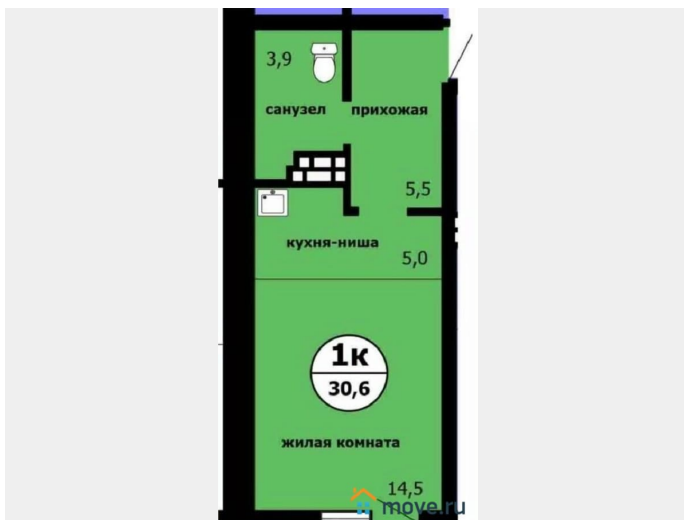 3,9
санузел прихожая
5,5
кухня-ниша
5,0
1к
30,6
жилая комната
14,5
move.ru